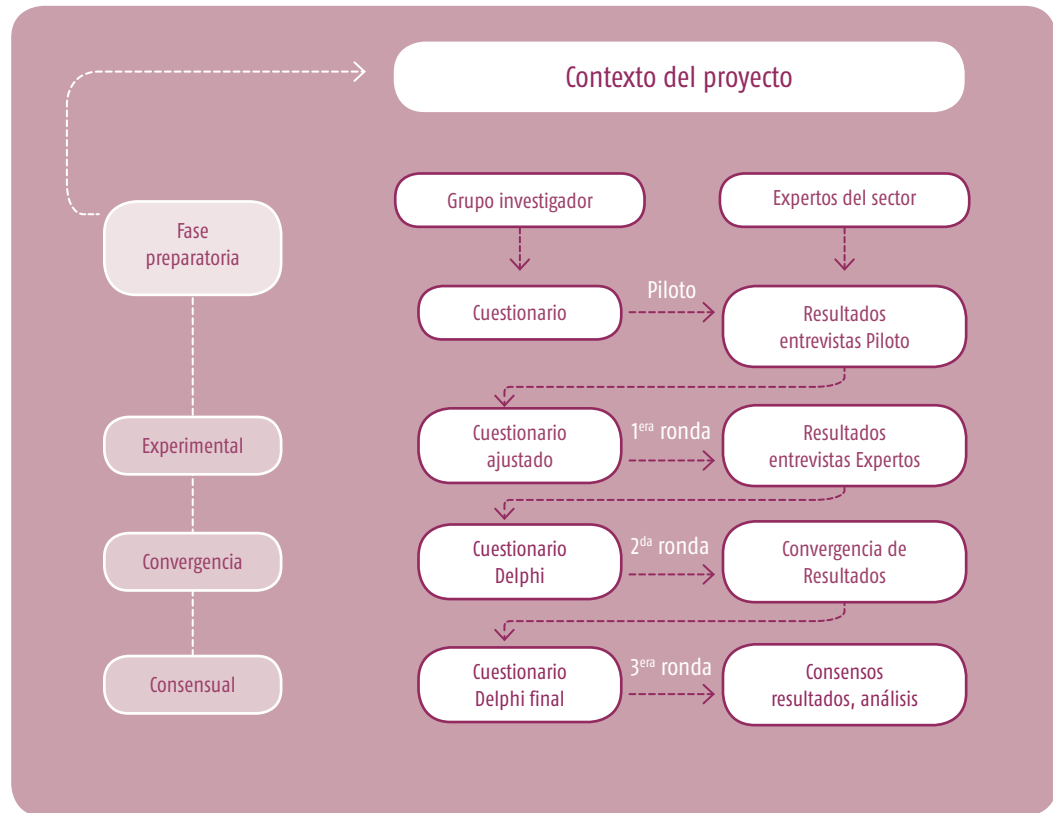 Contexto del proyecto
Grupo investigador
Expertos del sector
Fase
preparatoria
Cuestionario
Piloto
Resultados
entrevistas Piloto
Experimental
Cuestionario
ajustado
1era ronda
Resultados
entrevistas Expertos
Convergencia
Cuestionario
Delphi
2da ronda
Convergencia de
Resultados
Consensual
Cuestionario
Delphi final
3era ronda
Consensos
resultados, análisis